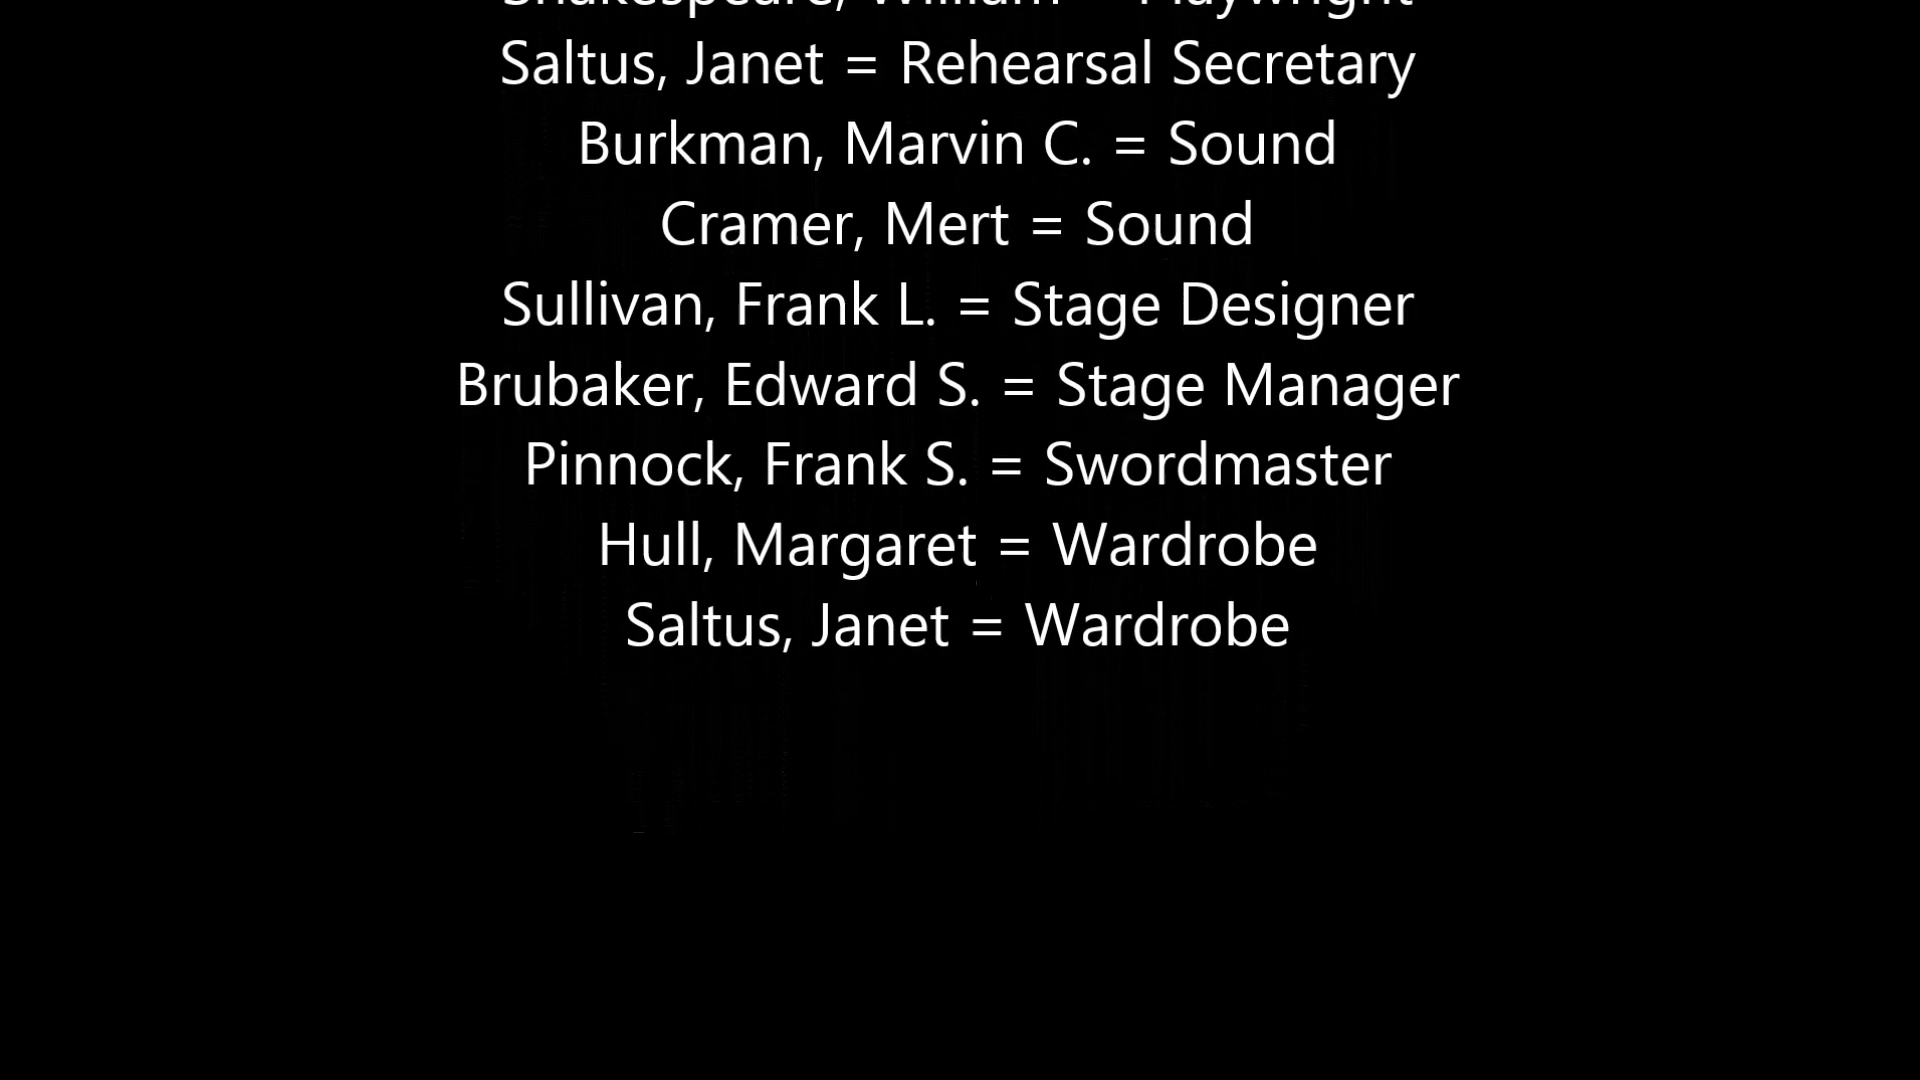 Shakespeare, William = Playwright
Saltus, Janet = Rehearsal Secretary
Burkman, Marvin C. = Sound
Cramer, Mert = Sound
Sullivan, Frank L. = Stage Designer
Brubaker, Edward S. = Stage Manager
Pinnock, Frank S. = Swordmaster
Hull, Margaret = Wardrobe
Saltus, Janet = Wardrobe